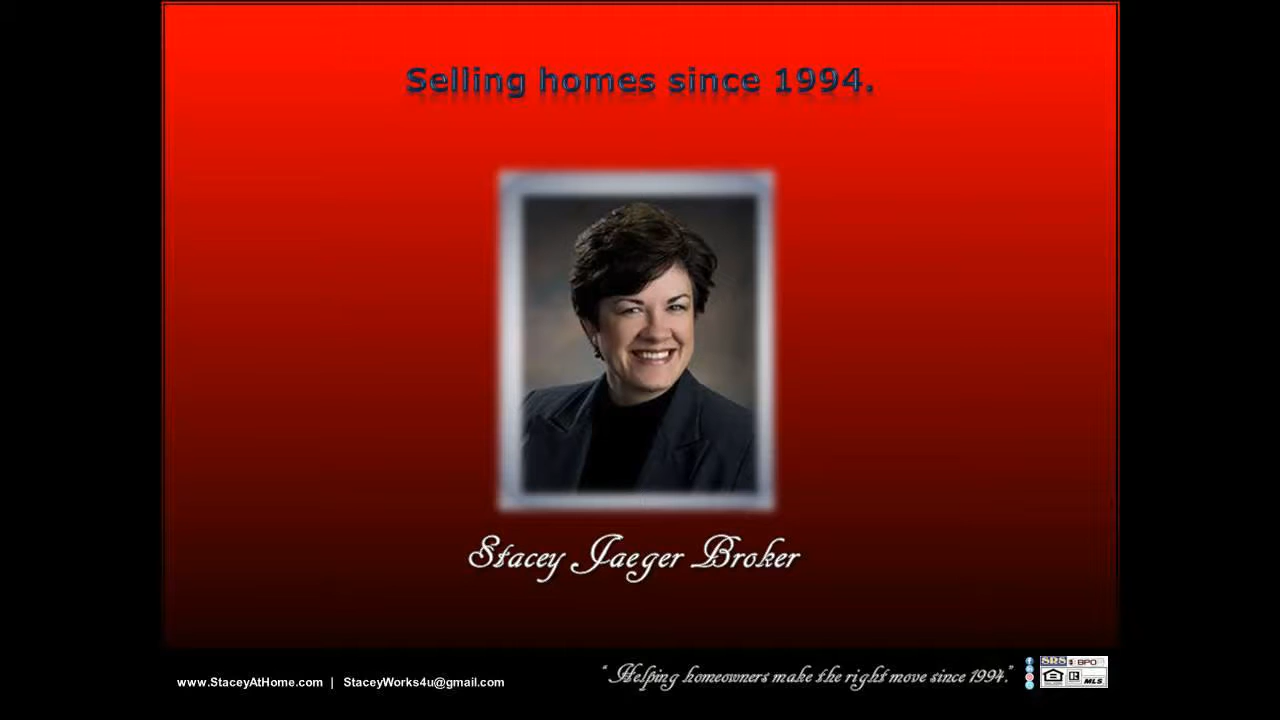 Selling homes since 1994.
Stacey Jaeger Broker
www.StaceyAtHome.com | StaceyWorks4u@gmail.com
“Helping homeowners make the right move since 1994.”
SRS BPO
MLS